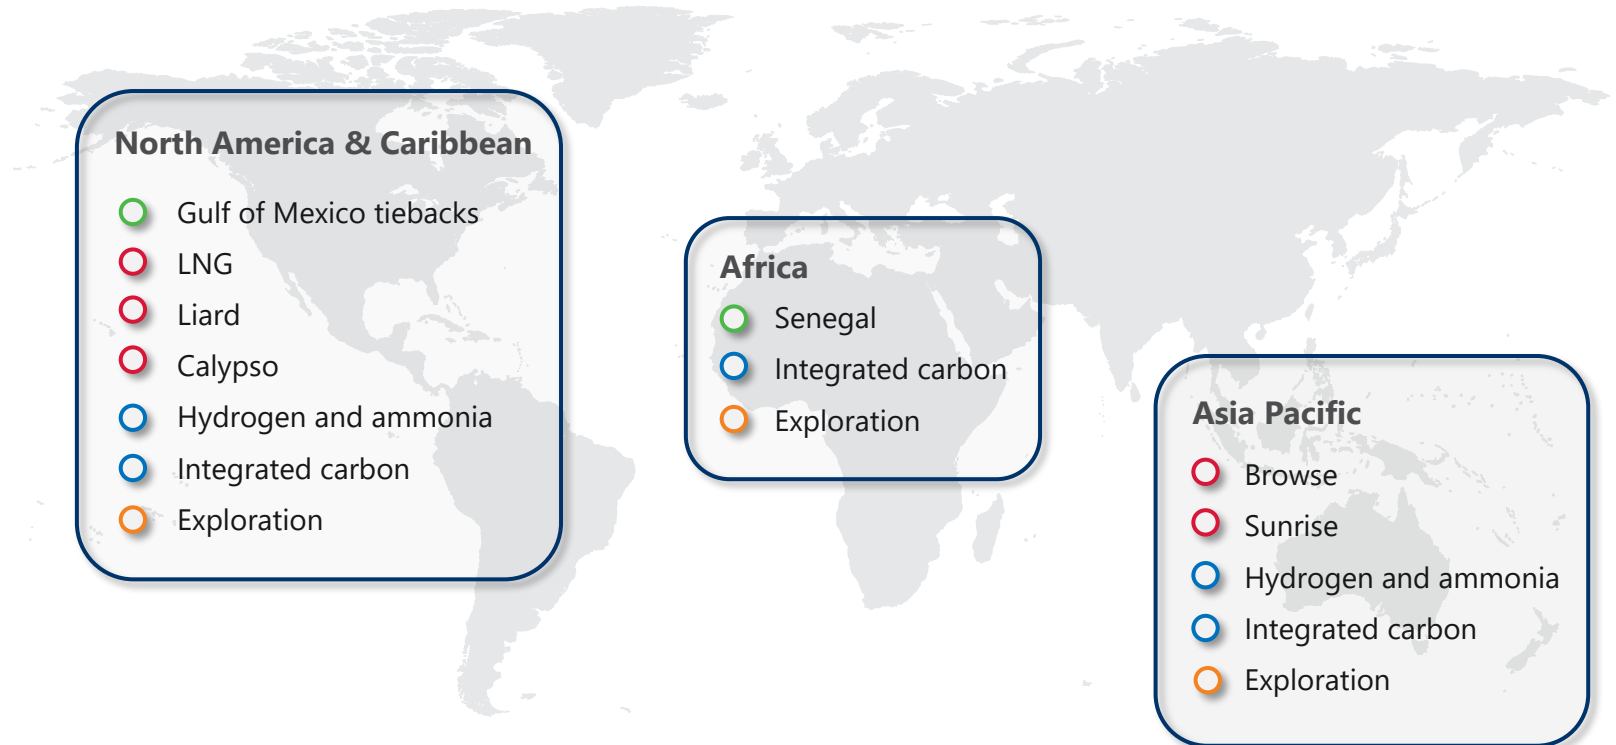 North America & Caribbean
Gulf of Mexico tiebacks
LNG
Liard
Calypso
Hydrogen and ammonia
Integrated carbon
Exploration
Africa
Senegal
Integrated carbon
Exploration
Asia Pacific
Browse
Sunrise
Hydrogen and ammonia
Integrated carbon
Exploration